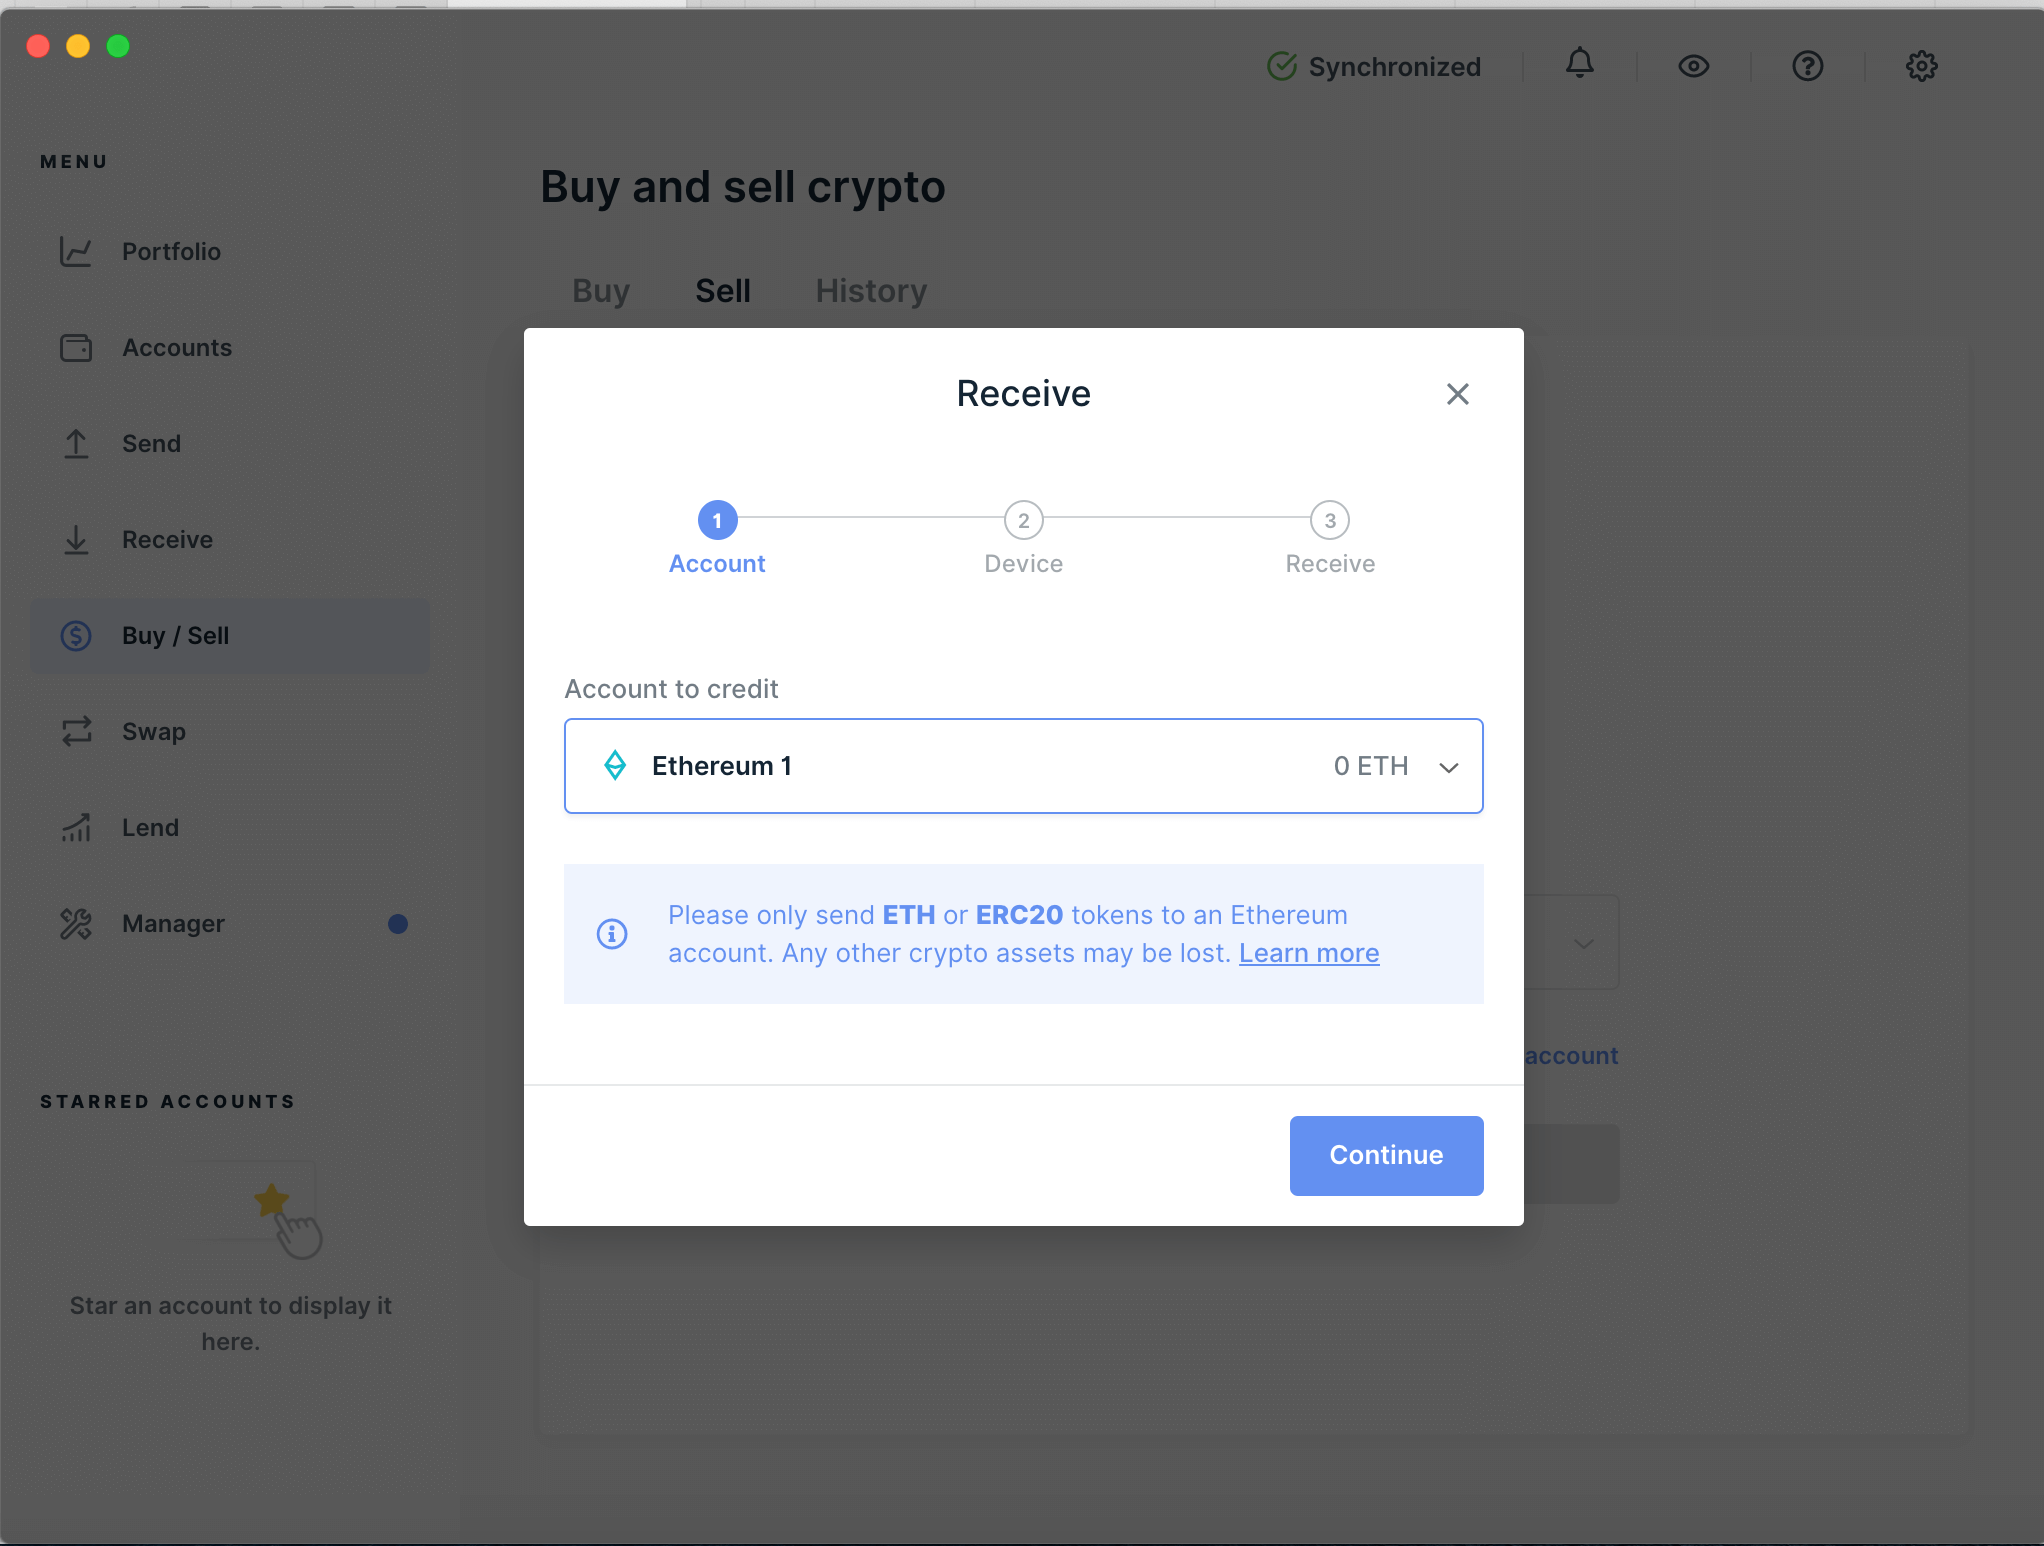 Synchronized
MENU
Portfolio
Accounts
Send
Receive
Buy / Sell
Swap
Lend
Manager
STARRED ACCOUNTS
Star an account to display it
here.
Buy and sell crypto
Buy Sell History
Receive
1 2 3
Account Device Receive
Account to credit
Ethereum 1 0 ETH
Please only send ETH or ERC20 tokens to an Ethereum
account. Any other crypto assets may be lost. Learn more
account
Continue